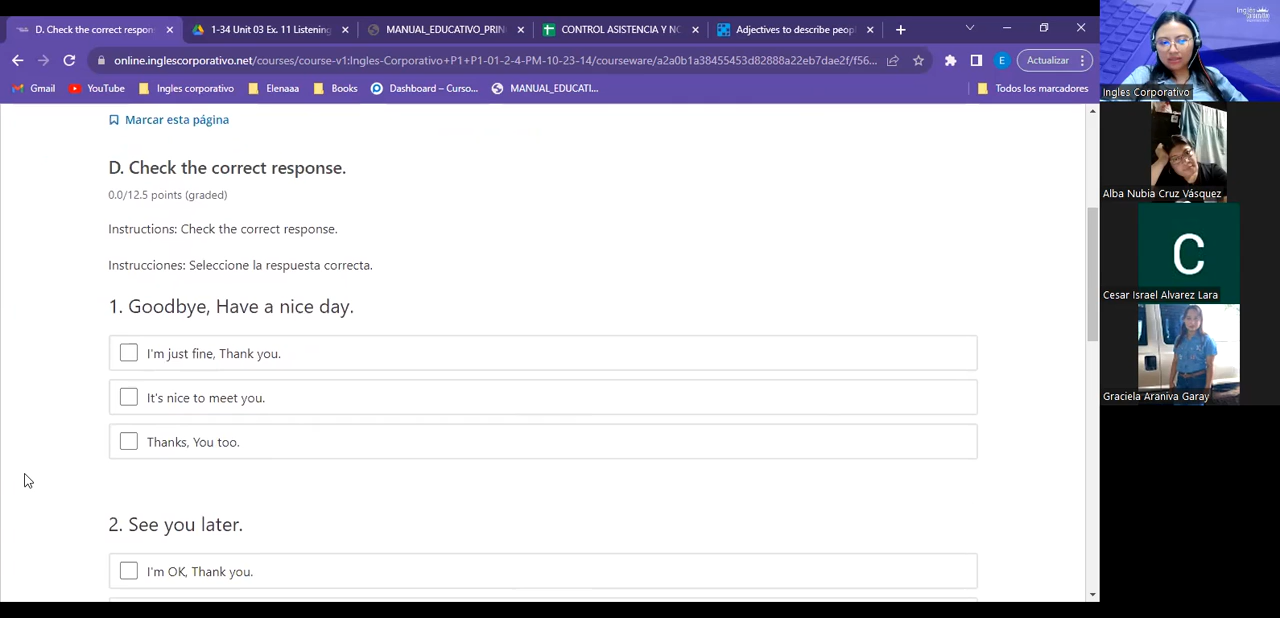 D. Check the correct respon
1-34 Unit 03 Ex. 11 Listening
MANUAL_EDUCATIVO_PRIN
CONTROL ASISTENCIA Y NO
Adjectives to describe peopl
online.inglescorporativo.net/courses/course-v1:Ingles-Corporativo+P1+P1-01-2-4-PM-10-23-14/courseware/a2a0b1a38455453d82888a22eb7dae2f/f56...
E
Actualizar
Gmail
YouTube
Ingles corporativo
Elenaaa
Books
Dashboard – Curso...
MANUAL_EDUCATI...
Todos los marcadores
Marcar esta página
D. Check the correct response.
0.0/12.5 points (graded)
Instructions: Check the correct response.
Instrucciones: Seleccione la respuesta correcta.
1. Goodbye, Have a nice day.
I'm just fine, Thank you.
It's nice to meet you.
Thanks, You too.
2. See you later.
I'm OK, Thank you.
Ingles Corporativo
Alba Nubia Cruz Vásquez
C
Cesar Israel Alvarez Lara
Graciela Araniva Garay